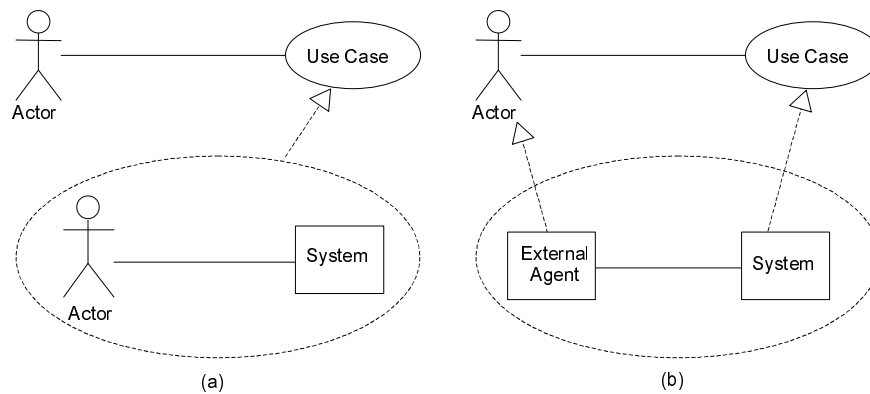 Use Case
Actor
System
Actor
(a)
Use Case
Actor
External
Agent
System
(b)